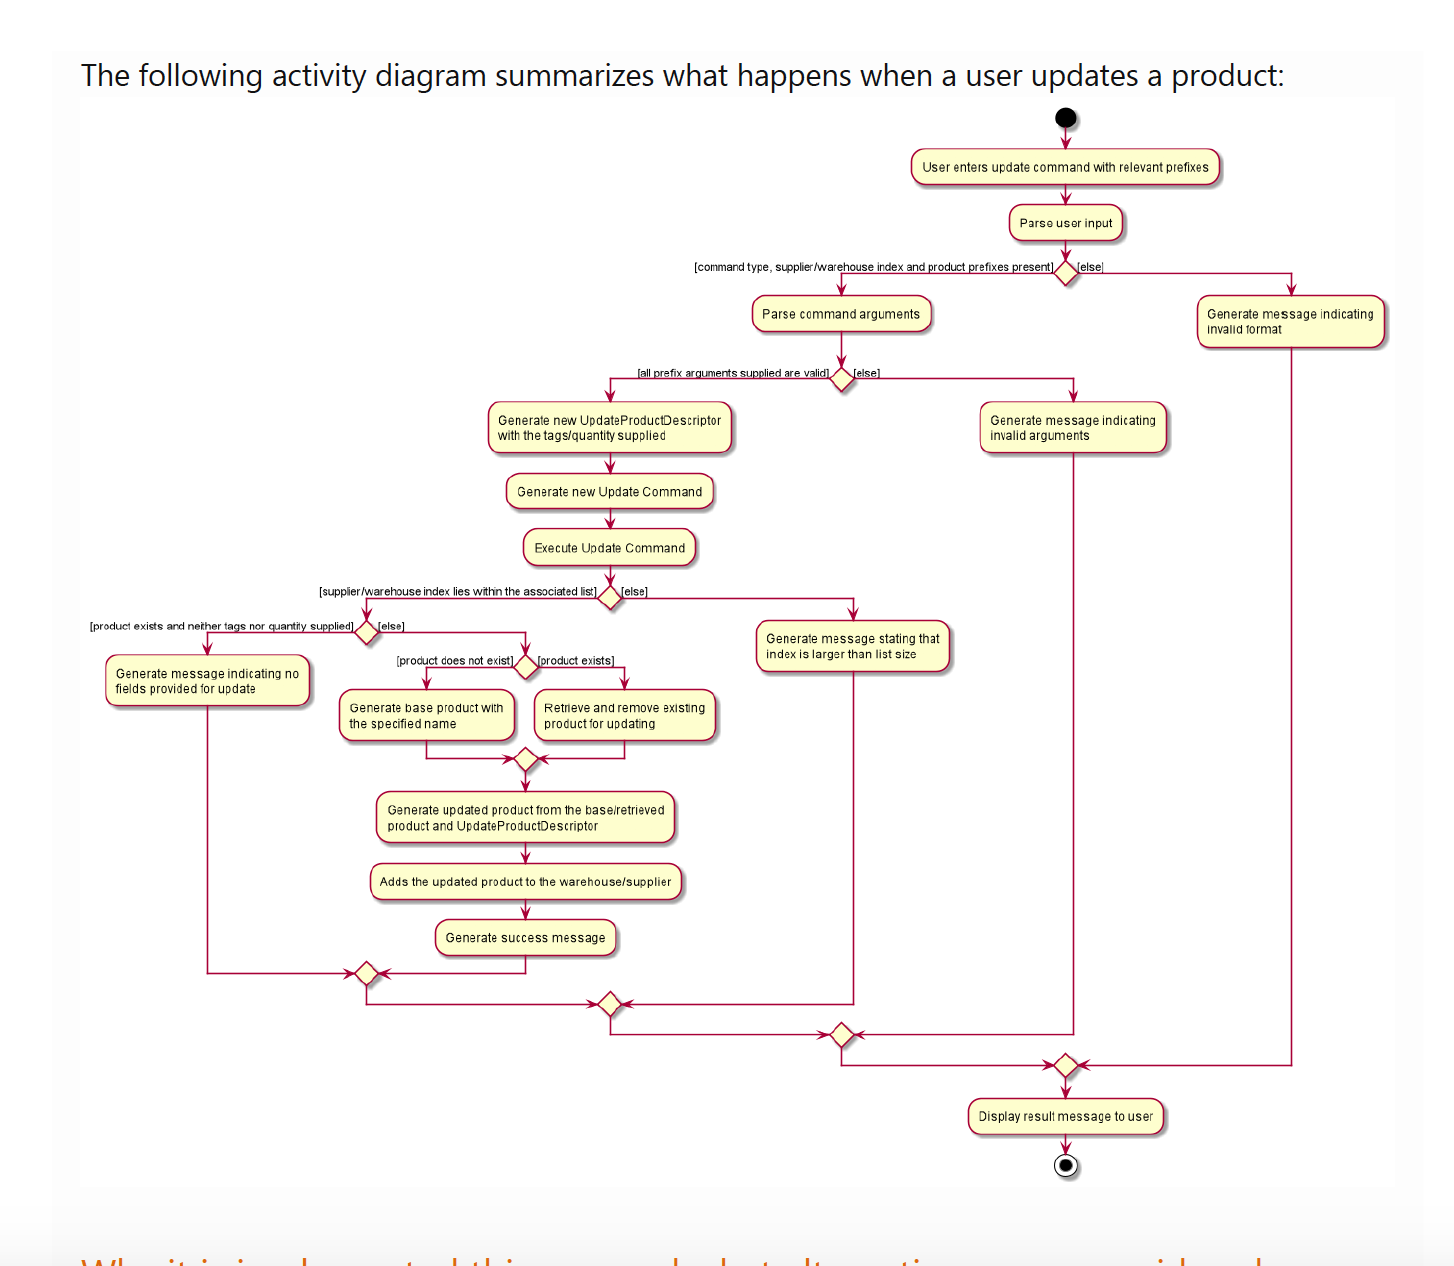 The following activity diagram summarizes what happens when a user updates a product:
User enters update command with relevant prefixes
Parse user input
[command type, supplier/warehouse index and product prefixes present]
[else]
Parse command arguments
Generate message indicating
invalid format
[all prefix arguments supplied are valid]
[else]
Generate new UpdateProductDescriptor
with the tags/quantity supplied
Generate message indicating
invalid arguments
Generate new Update Command
Execute Update Command
[supplier/warehouse index lies within the associated list]
[else]
[product exists and neither tags nor quantity supplied]
[else]
Generate message stating that
index is larger than list size
[product does not exist]
[product exists]
Generate message indicating no
fields provided for update
Generate base product with
the specified name
Retrieve and remove existing
product for updating
Generate updated product from the base/retrieved
product and UpdateProductDescriptor
Adds the updated product to the warehouse/supplier
Generate success message
Display result message to user